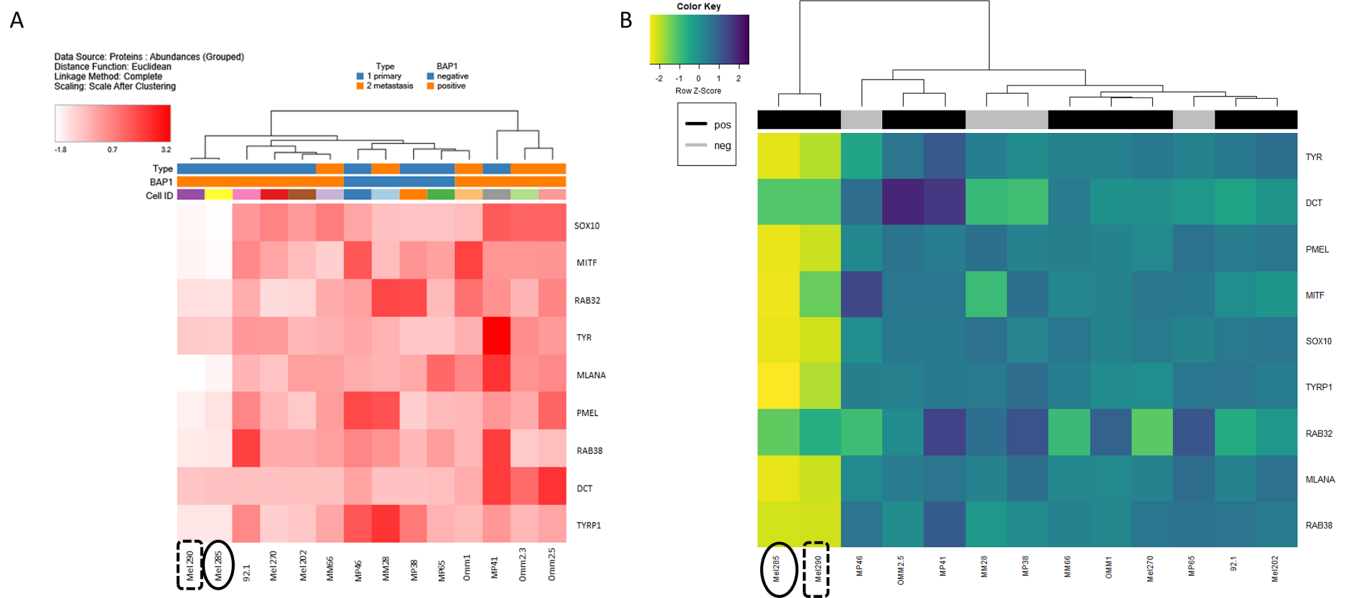 A
Data Source: Proteins : Abundances (Grouped)
Distance Function: Euclidean
Linkage Method: Complete
Scaling: Scale After Clustering
-1.8 0.7 3.2
Type BAP1
1 primary negative
2 metastasis positive
Type
BAP1
Cell ID
SOX10
MITF
RAB32
TYR
MLANA
PMEL
RAB38
DCT
TYRP1
Mel290
Mel285
92.1
Mel270
Mel202
MM66
MP46
MM28
MP38
MP65
Omm1
MP41
Omm2.3
Omm2.5
B
Color Key
-2 -1 0 1 2
Row Z-Score
pos
neg
TYR
DCT
PMEL
MITF
SOX10
TYRP1
RAB32
MLANA
RAB38
Mel285
Mel290
MP46
OMM2.5
MP41
MM28
MP38
MM66
OMM1
Mel270
MP65
92.1
Mel202